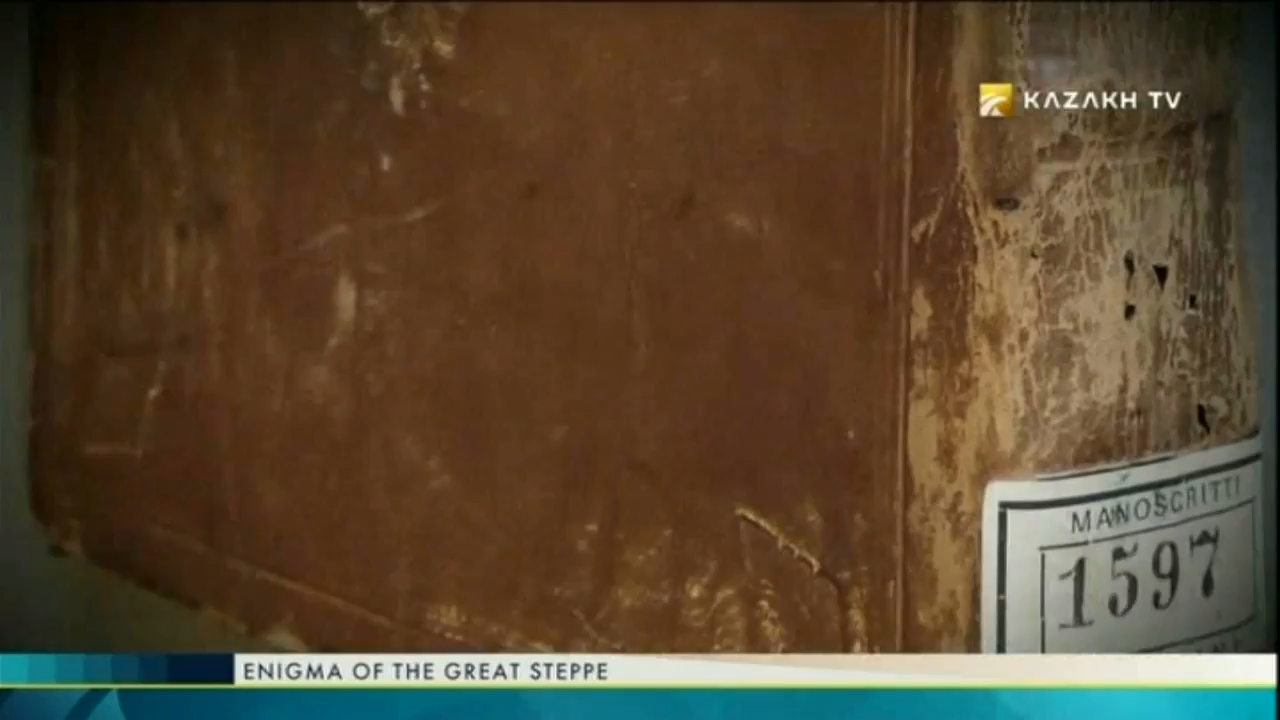 KAZAKH TV
MANOSCRITTI
1597
ENIGMA OF THE GREAT STEPPE